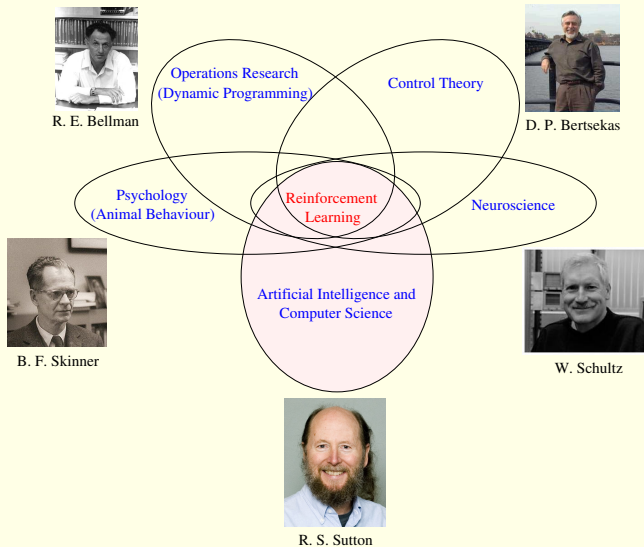 Operations Research
(Dynamic Programming)
Control Theory
R. E. Bellman
D. P. Bertsekas
Psychology
(Animal Behaviour)
Reinforcement
Learning
Neuroscience
Artificial Intelligence and
Computer Science
B. F. Skinner
W. Schultz
R. S. Sutton